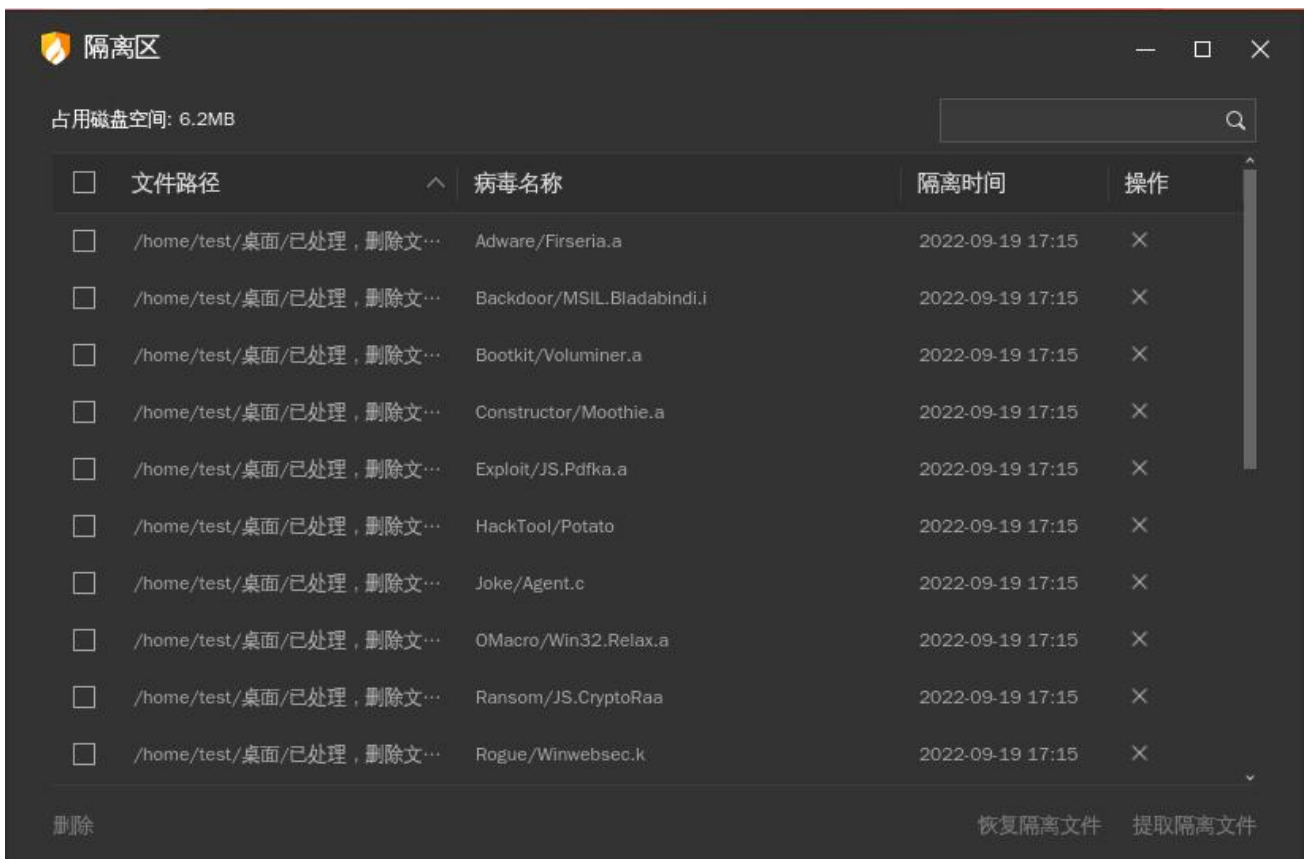 隔离区
占用磁盘空间: 6.2MB
文件路径 病毒名称 隔离时间 操作
/home/test/桌面/已处理，删除文… Adware/Firseria.a 2022-09-19 17:15
/home/test/桌面/已处理，删除文… Backdoor/MSIL.Bladabindi.i 2022-09-19 17:15
/home/test/桌面/已处理，删除文… Bootkit/Voluminer.a 2022-09-19 17:15
/home/test/桌面/已处理，删除文… Constructor/Moothie.a 2022-09-19 17:15
/home/test/桌面/已处理，删除文… Exploit/JS.Pdfka.a 2022-09-19 17:15
/home/test/桌面/已处理，删除文… HackTool/Potato 2022-09-19 17:15
/home/test/桌面/已处理，删除文… Joke/Agent.c 2022-09-19 17:15
/home/test/桌面/已处理，删除文… OMacro/Win32.Relax.a 2022-09-19 17:15
/home/test/桌面/已处理，删除文… Ransom/JS.CryptoRaa 2022-09-19 17:15
/home/test/桌面/已处理，删除文… Rogue/Winwebsec.k 2022-09-19 17:15
删除 恢复隔离文件 提取隔离文件